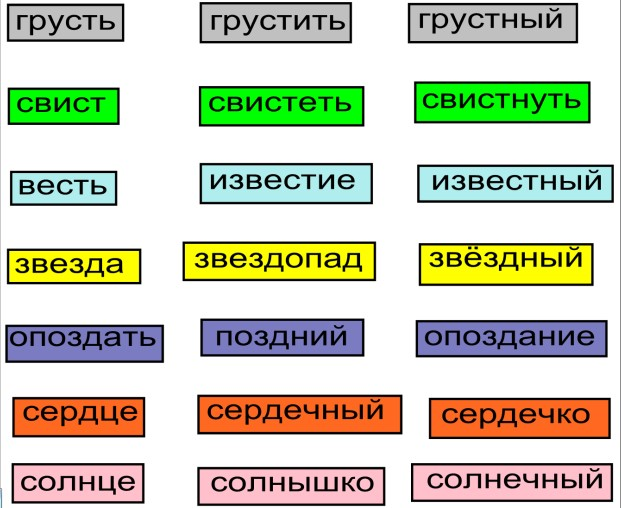 грусть грустить грустный
свист свистеть свистнуть
весть известие известный
звезда звездопад звёздный
опоздать поздний опоздание
сердце сердечный сердечко
солнце солнышко солнечный